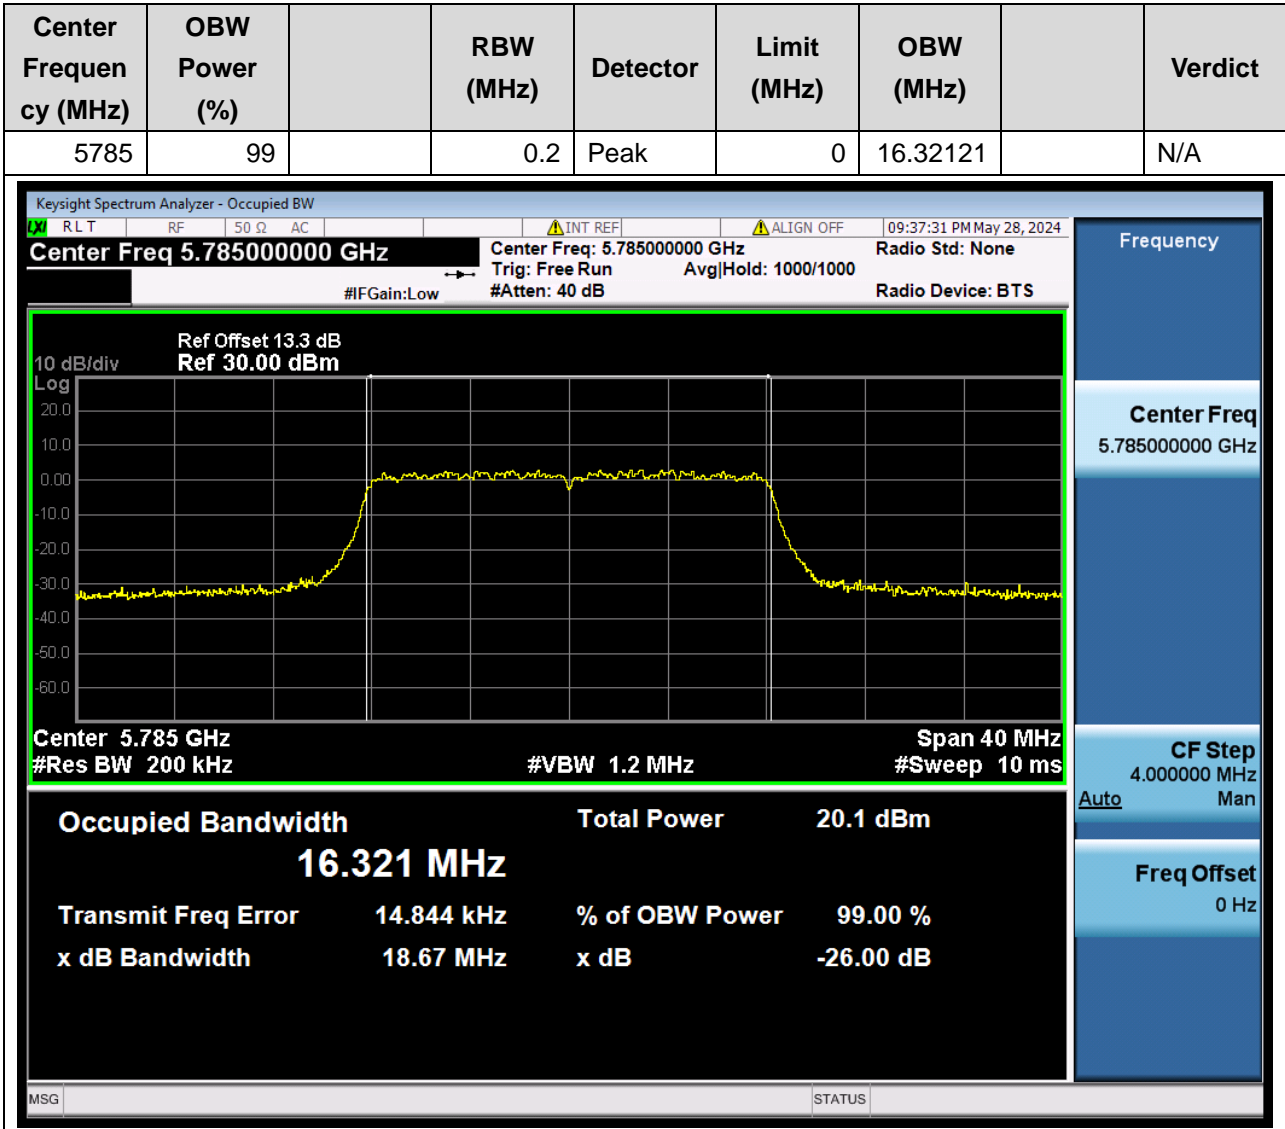 Center Frequen cy (MHz) OBW Power (%) RBW (MHz) Detector Limit (MHz) OBW (MHz) Verdict
5785 99 0.2 Peak 0 16.32121 N/A
Keysight Spectrum Analyzer - Occupied BW
LXI RLT RF 50 Ω AC INT REF ALIGN OFF 09:37:31 PM May 28, 2024
Center Freq 5.785000000 GHz
Center Freq: 5.785000000 GHz Radio Std: None
Trig: Free Run Avg|Hold: 1000/1000
#IFGain:Low #Atten: 40 dB Radio Device: BTS
Frequency
Ref Offset 13.3 dB
10 dB/div Ref 30.00 dBm
Log
20.0
10.0
0.00
-10.0
-20.0
-30.0
-40.0
-50.0
-60.0
Center 5.785 GHz Span 40 MHz
#Res BW 200 kHz #VBW 1.2 MHz #Sweep 10 ms
Center Freq
5.785000000 GHz
CF Step
4.000000 MHz
Auto Man
Freq Offset
0 Hz
Occupied Bandwidth Total Power 20.1 dBm
16.321 MHz
Transmit Freq Error 14.844 kHz % of OBW Power 99.00 %
x dB Bandwidth 18.67 MHz x dB -26.00 dB
MSG STATUS